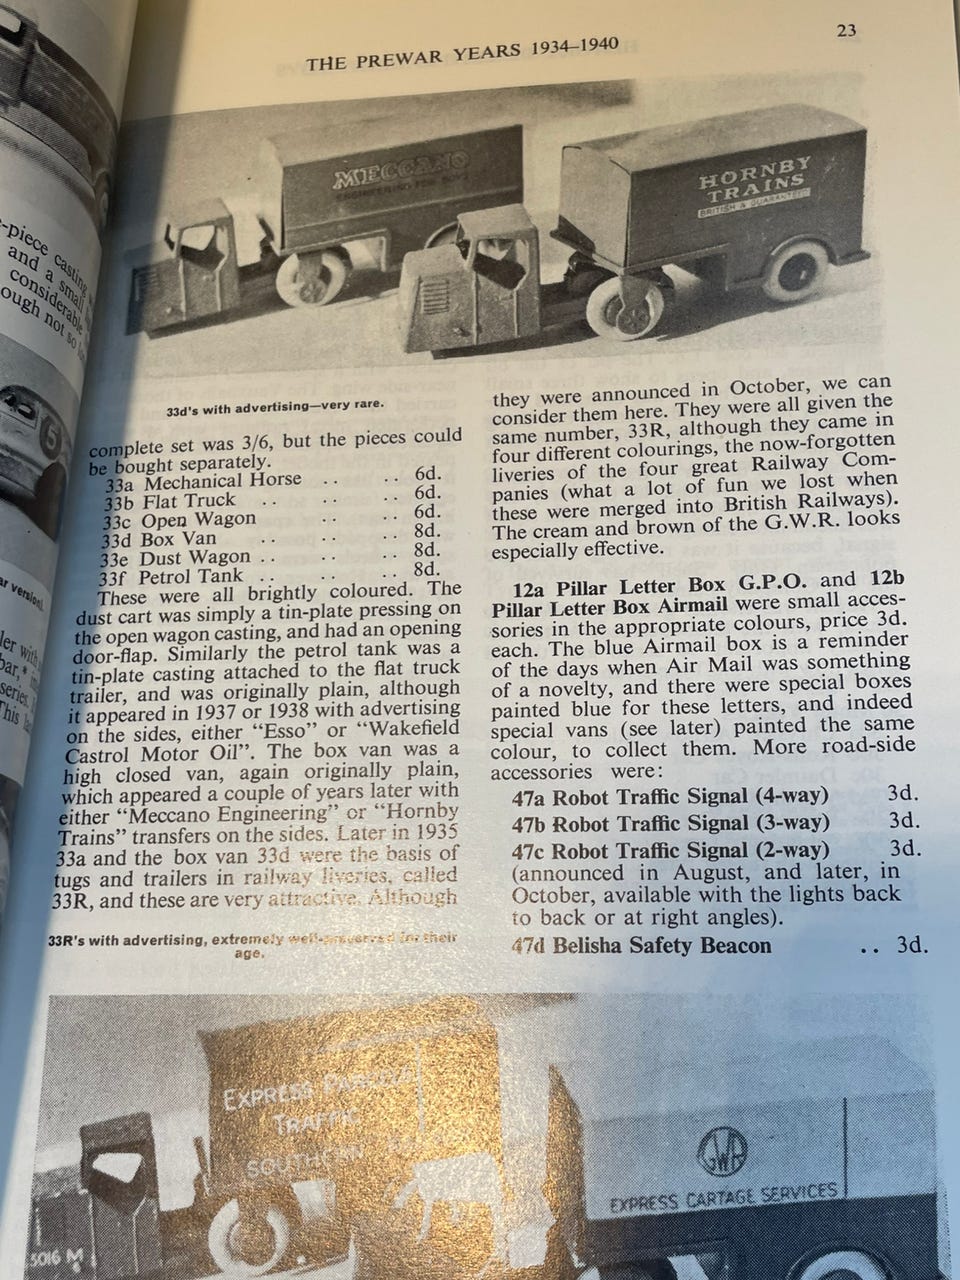 THE PREWAR YEARS 1934–1940
23
MECCANO
HORNBY
TRAINS
BRITISH & GUARANTEED
33d's with advertising—very rare.
complete set was 3/6, but the pieces could
be bought separately.
33a Mechanical Horse .. .. 6d.
33b Flat Truck .. .. .. 6d.
33c Open Wagon .. .. 6d.
33d Box Van .. .. .. 8d.
33e Dust Wagon .. .. .. 8d.
33f Petrol Tank .. .. .. 8d.
These were all brightly coloured. The
dust cart was simply a tin-plate pressing on
the open wagon casting, and had an opening
door-flap. Similarly the petrol tank was a
tin-plate casting attached to the flat truck
trailer, and was originally plain, although
it appeared in 1937 or 1938 with advertising
on the sides, either “Esso” or “Wakefield
Castrol Motor Oil”. The box van was a
high closed van, again originally plain,
which appeared a couple of years later with
either “Meccano Engineering” or “Hornby
Trains” transfers on the sides. Later in 1935
33a and the box van 33d were the basis of
tugs and trailers in railway liveries, called
33R, and these are very attractive. Although
33R's with advertising, extremely well-preserved for their
age.
they were announced in October, we can
consider them here. They were all given the
same number, 33R, although they came in
four different colourings, the now-forgotten
liveries of the four great Railway Com-
panies (what a lot of fun we lost when
these were merged into British Railways).
The cream and brown of the G.W.R. looks
especially effective.
12a Pillar Letter Box G.P.O. and 12b
Pillar Letter Box Airmail were small acces-
sories in the appropriate colours, price 3d.
each. The blue Airmail box is a reminder
of the days when Air Mail was something
of a novelty, and there were special boxes
painted blue for these letters, and indeed
special vans (see later) painted the same
colour, to collect them. More road-side
accessories were:
47a Robot Traffic Signal (4-way) 3d.
47b Robot Traffic Signal (3-way) 3d.
47c Robot Traffic Signal (2-way) 3d.
(announced in August, and later, in
October, available with the lights back
to back or at right angles).
47d Belisha Safety Beacon .. 3d.
EXPRESS PARCELS
TRAFFIC
SOUTHERN
5016 M
GWR
EXPRESS CARTAGE SERVICES
-piece casting
and a small
considerable
ough not so